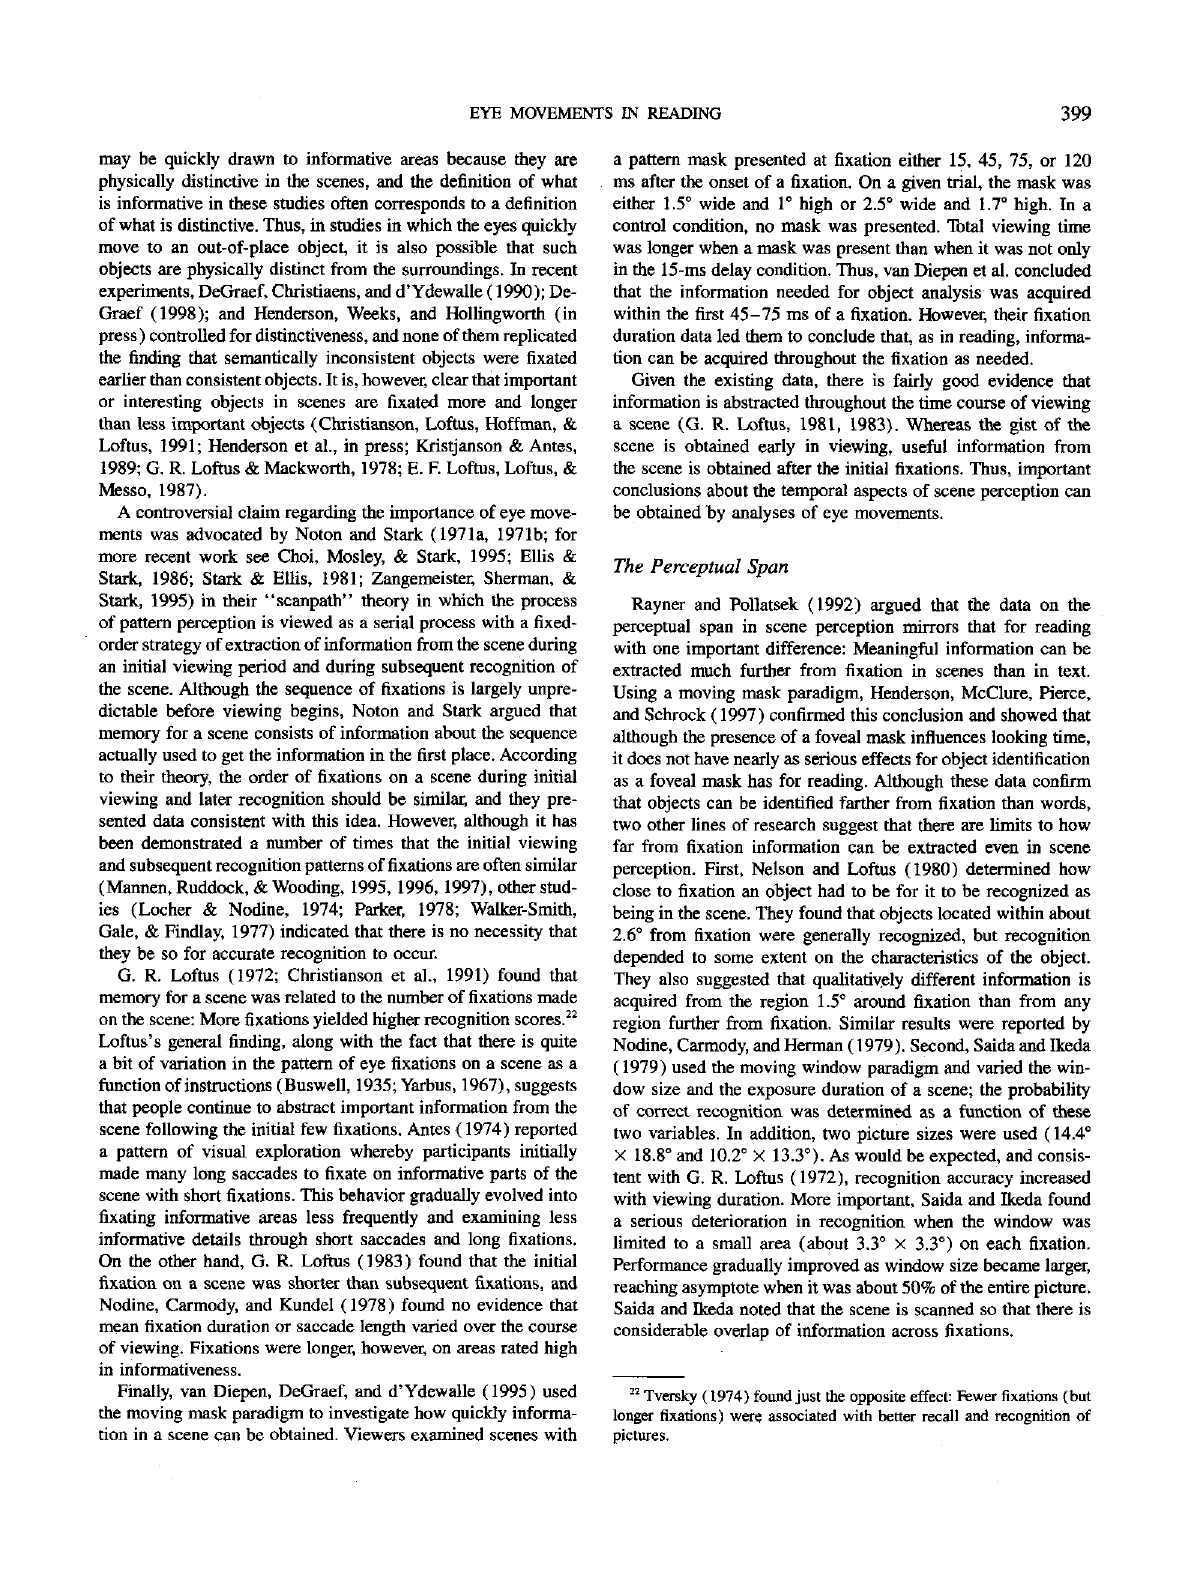 EYE MOVEMENTS IN READING 399
may be quickly drawn to informative areas because they are
physically distinctive in the scenes, and the definition of what
is informative in these studies often corresponds to a definition
of what is distinctive. Thus, in studies in which the eyes quickly
move to an out-of-place object, it is also possible that such
objects are physically distinct from the surroundings. In recent
experiments, DeGraef, Christiaens, and d'Ydewalle (1990); De-
Graef (1998); and Henderson, Weeks, and Hollingworth (in
press) controlled for distinctiveness, and none of them replicated
the finding that semantically inconsistent objects were fixated
earlier than consistent objects. It is, however, clear that important
or interesting objects in scenes are fixated more and longer
than less important objects (Christianson, Loftus, Hoffman, &
Loftus, 1991; Henderson et al., in press; Kristjanson & Antes,
1989; G. R. Loftus & Mackworth, 1978; E. F. Loftus, Loftus, &
Messo, 1987).
A controversial claim regarding the importance of eye move-
ments was advocated by Noton and Stark (1971a, 1971b; for
more recent work see Choi, Mosley, & Stark, 1995; Ellis &
Stark, 1986; Stark & Ellis, 1981; Zangemeister, Sherman, &
Stark, 1995) in their ‘‘scanpath’’ theory in which the process
of pattern perception is viewed as a serial process with a fixed-
order strategy of extraction of information from the scene during
an initial viewing period and during subsequent recognition of
the scene. Although the sequence of fixations is largely unpre-
dictable before viewing begins, Noton and Stark argued that
memory for a scene consists of information about the sequence
actually used to get the information in the first place. According
to their theory, the order of fixations on a scene during initial
viewing and later recognition should be similar, and they pre-
sented data consistent with this idea. However, although it has
been demonstrated a number of times that the initial viewing
and subsequent recognition patterns of fixations are often similar
(Mannen, Ruddock, & Wooding, 1995, 1996, 1997), other stud-
ies (Locher & Nodine, 1974; Parker, 1978; Walker-Smith,
Gale, & Findlay, 1977) indicated that there is no necessity that
they be so for accurate recognition to occur.
G. R. Loftus (1972; Christianson et al., 1991) found that
memory for a scene was related to the number of fixations made
on the scene: More fixations yielded higher recognition scores.²²
Loftus's general finding, along with the fact that there is quite
a bit of variation in the pattern of eye fixations on a scene as a
function of instructions (Buswell, 1935; Yarbus, 1967), suggests
that people continue to abstract important information from the
scene following the initial few fixations. Antes (1974) reported
a pattern of visual exploration whereby participants initially
made many long saccades to fixate on informative parts of the
scene with short fixations. This behavior gradually evolved into
fixating informative areas less frequently and examining less
informative details through short saccades and long fixations.
On the other hand, G. R. Loftus (1983) found that the initial
fixation on a scene was shorter than subsequent fixations, and
Nodine, Carmody, and Kundel (1978) found no evidence that
mean fixation duration or saccade length varied over the course
of viewing. Fixations were longer, however, on areas rated high
in informativeness.
Finally, van Diepen, DeGraef, and d'Ydewalle (1995) used
the moving mask paradigm to investigate how quickly informa-
tion in a scene can be obtained. Viewers examined scenes with
a pattern mask presented at fixation either 15, 45, 75, or 120
ms after the onset of a fixation. On a given trial, the mask was
either 1.5° wide and 1° high or 2.5° wide and 1.7° high. In a
control condition, no mask was presented. Total viewing time
was longer when a mask was present than when it was not only
in the 15-ms delay condition. Thus, van Diepen et al. concluded
that the information needed for object analysis was acquired
within the first 45–75 ms of a fixation. However, their fixation
duration data led them to conclude that, as in reading, informa-
tion can be acquired throughout the fixation as needed.
Given the existing data, there is fairly good evidence that
information is abstracted throughout the time course of viewing
a scene (G. R. Loftus, 1981, 1983). Whereas the gist of the
scene is obtained early in viewing, useful information from
the scene is obtained after the initial fixations. Thus, important
conclusions about the temporal aspects of scene perception can
be obtained by analyses of eye movements.
The Perceptual Span
Rayner and Pollatsek (1992) argued that the data on the
perceptual span in scene perception mirrors that for reading
with one important difference: Meaningful information can be
extracted much further from fixation in scenes than in text.
Using a moving mask paradigm, Henderson, McClure, Pierce,
and Schrock (1997) confirmed this conclusion and showed that
although the presence of a foveal mask influences looking time,
it does not have nearly as serious effects for object identification
as a foveal mask has for reading. Although these data confirm
that objects can be identified farther from fixation than words,
two other lines of research suggest that there are limits to how
far from fixation information can be extracted even in scene
perception. First, Nelson and Loftus (1980) determined how
close to fixation an object had to be for it to be recognized as
being in the scene. They found that objects located within about
2.6° from fixation were generally recognized, but recognition
depended to some extent on the characteristics of the object.
They also suggested that qualitatively different information is
acquired from the region 1.5° around fixation than from any
region further from fixation. Similar results were reported by
Nodine, Carmody, and Herman (1979). Second, Saida and Ikeda
(1979) used the moving window paradigm and varied the win-
dow size and the exposure duration of a scene; the probability
of correct recognition was determined as a function of these
two variables. In addition, two picture sizes were used (14.4°
× 18.8° and 10.2° × 13.3°). As would be expected, and consis-
tent with G. R. Loftus (1972), recognition accuracy increased
with viewing duration. More important, Saida and Ikeda found
a serious deterioration in recognition when the window was
limited to a small area (about 3.3° × 3.3°) on each fixation.
Performance gradually improved as window size became larger,
reaching asymptote when it was about 50% of the entire picture.
Saida and Ikeda noted that the scene is scanned so that there is
considerable overlap of information across fixations.
²² Tversky (1974) found just the opposite effect: Fewer fixations (but
longer fixations) were associated with better recall and recognition of
pictures.